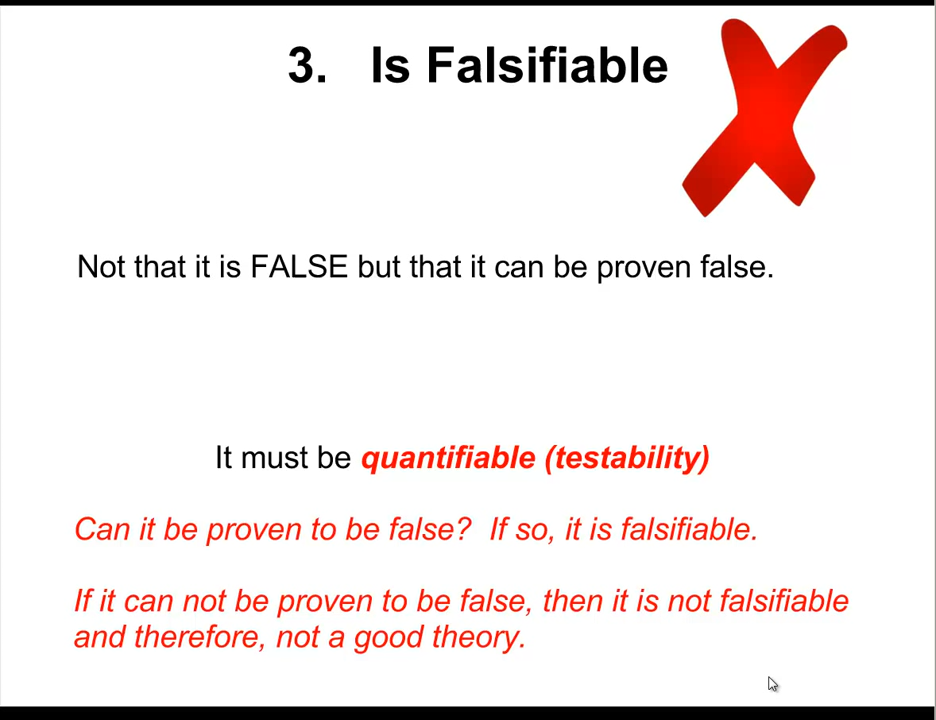 3. Is Falsifiable
Not that it is FALSE but that it can be proven false.
It must be quantifiable (testability)
Can it be proven to be false? If so, it is falsifiable.
If it can not be proven to be false, then it is not falsifiable
and therefore, not a good theory.